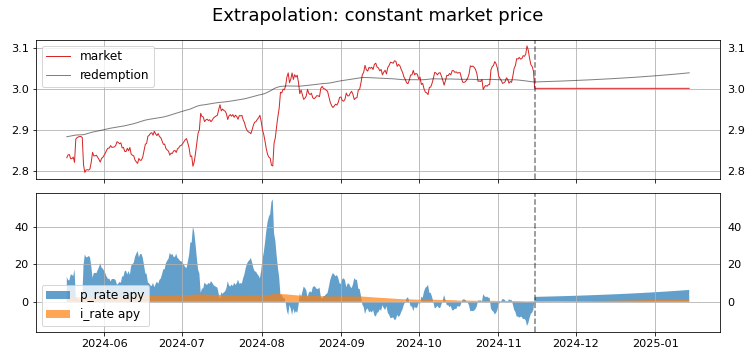 Extrapolation: constant market price
3.1 3.1
market
redemption
3.0 3.0
2.9 2.9
2.8 2.8
40 40
20 20
p_rate apy
i_rate apy
0 0
2024-06 2024-07 2024-08 2024-09 2024-10 2024-11 2024-12 2025-01